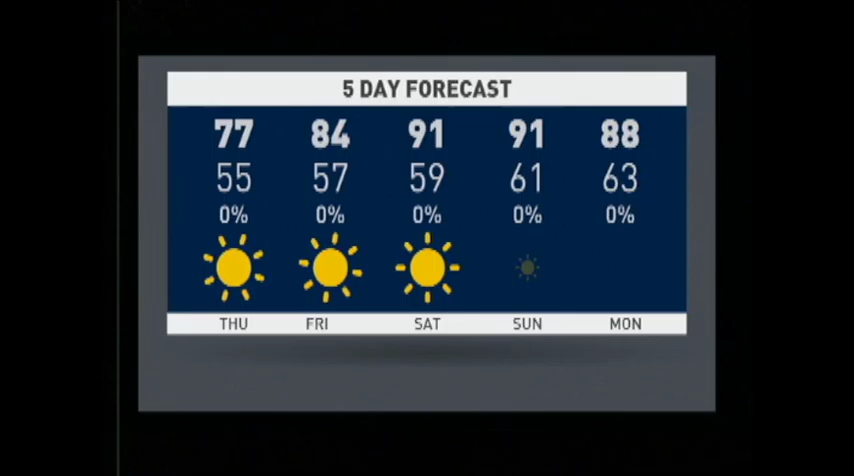 5 DAY FORECAST
77 84 91 91 88
55 57 59 61 63
0% 0% 0% 0% 0%
THU FRI SAT SUN MON